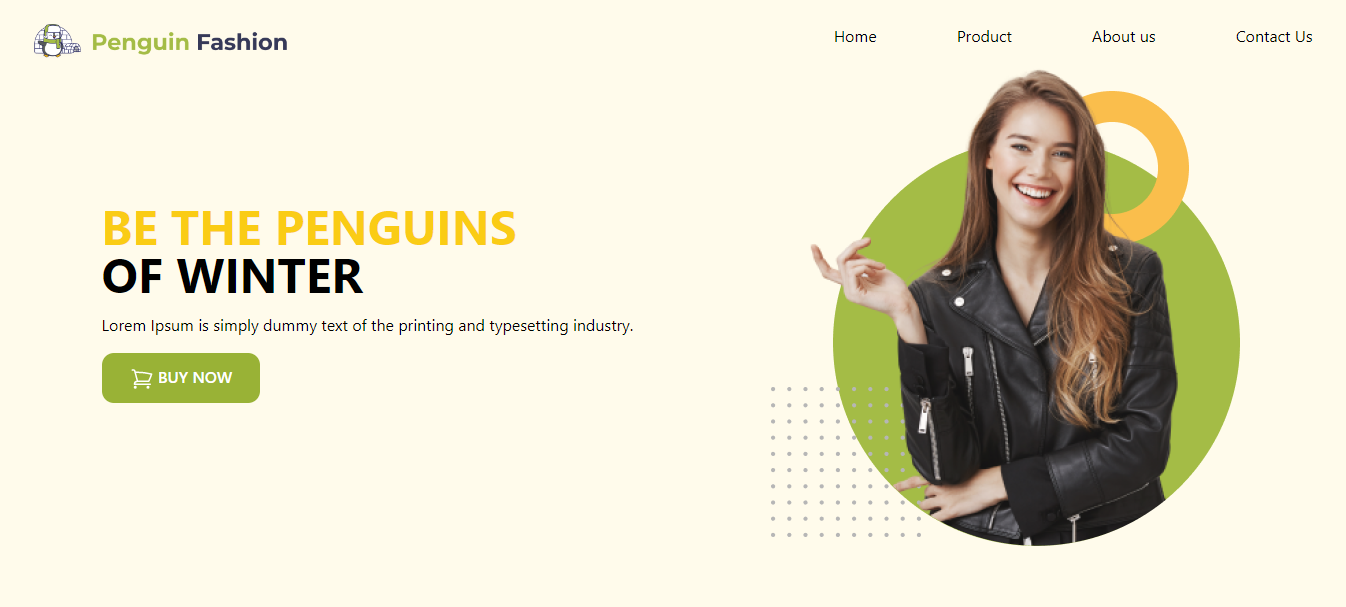 Penguin Fashion
Home Product About us Contact Us
BE THE PENGUINS
OF WINTER
Lorem Ipsum is simply dummy text of the printing and typesetting industry.
BUY NOW